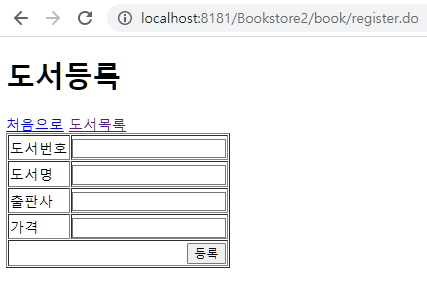 localhost:8181/Bookstore2/book/register.do
도서등록
처음으로 도서목록
도서번호
도서명
출판사
가격
등록